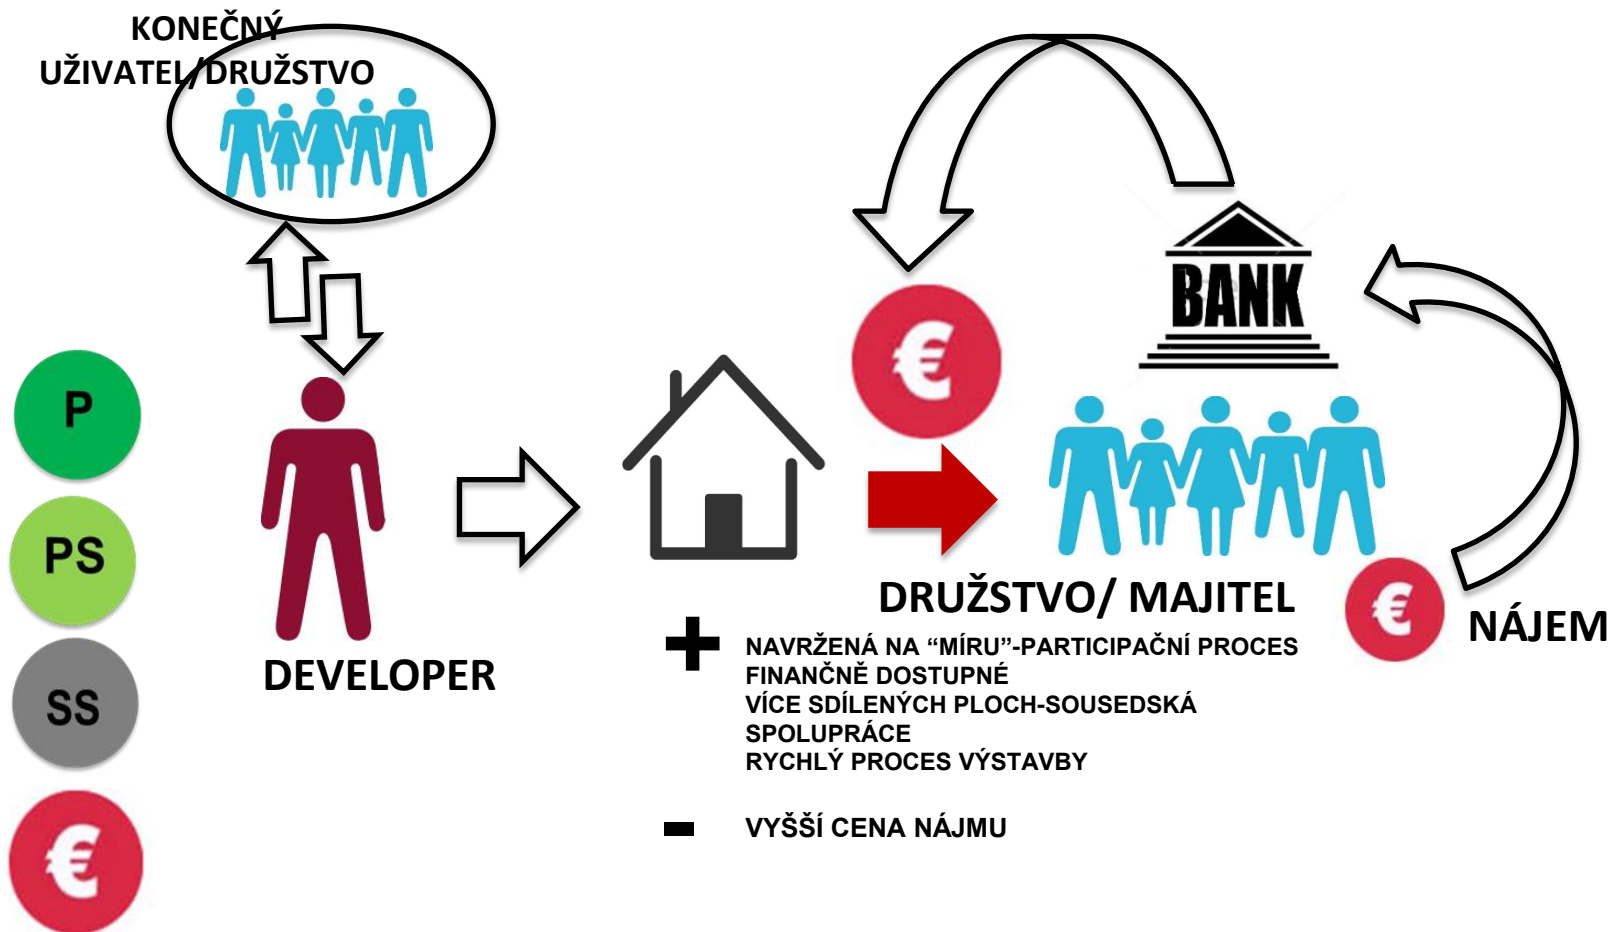 KONEČNÝ
UŽIVATEL/DRUŽSTVO
BANK
€
P
PS
SS
€
DEVELOPER
DRUŽSTVO/ MAJITEL
€
NÁJEM
+
NAVRŽENÁ NA “MÍRU”-PARTICIPAČNÍ PROCES
FINANČNĚ DOSTUPNÉ
VÍCE SDÍLENÝCH PLOCH-SOUSEDSKÁ
SPOLUPRÁCE
RYCHLÝ PROCES VÝSTAVBY
-
VYŠŠÍ CENA NÁJMU